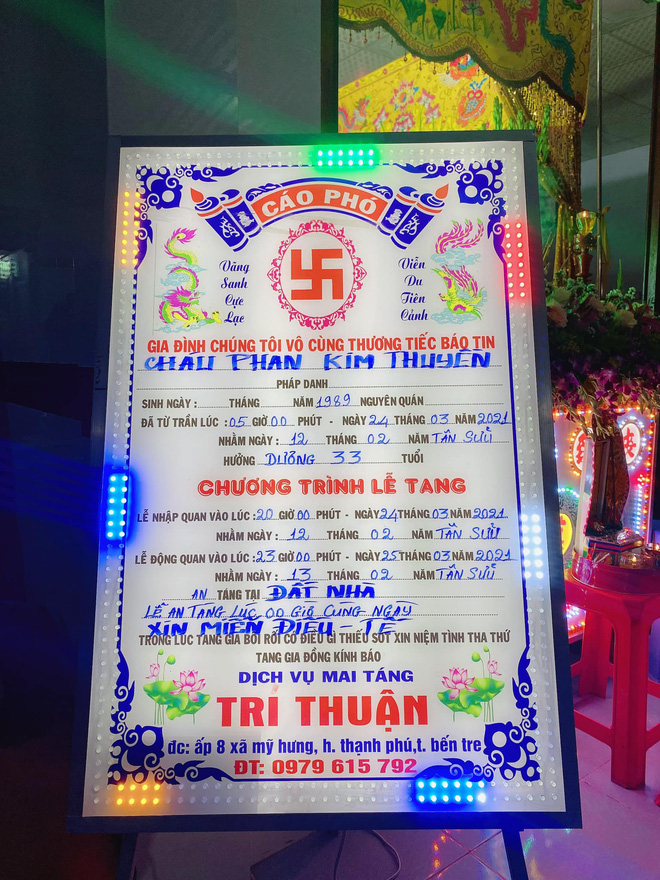 CÁO PHÓ
Vãng
Sanh
Cực
Lạc
Viễn
Du
Tiên
Cảnh
GIA ĐÌNH CHÚNG TÔI VÔ CÙNG THƯƠNG TIẾC BÁO TIN
CHÂU PHAN KIM THUYÊN
PHÁP DANH
SINH NGÀY : THÁNG NĂM 1989 NGUYÊN QUÁN
ĐÃ TỪ TRẦN LÚC : 05 GIỜ 00 PHÚT - NGÀY 24 THÁNG 03 NĂM 2021
NHẰM NGÀY : 12 THÁNG 02 NĂM TÂN SỬU
HƯỞNG DƯƠNG 33 TUỔI
CHƯƠNG TRÌNH LỄ TANG
LỄ NHẬP QUAN VÀO LÚC : 20 GIỜ 00 PHÚT - NGÀY 24 THÁNG 03 NĂM 2021
NHẰM NGÀY : 12 THÁNG 02 NĂM TÂN SỬU
LỄ ĐỘNG QUAN VÀO LÚC : 23 GIỜ 00 PHÚT - NGÀY 25 THÁNG 03 NĂM 2021
NHẰM NGÀY : 13 THÁNG 02 NĂM TÂN SỬU
AN TÁNG TẠI ĐẤT NHÀ
LỄ AN TANG LÚC 00 GIỜ CÙNG NGÀY
XIN MIỄN ĐIẾU - TẾ
TRONG LÚC TANG GIA BỐI RỐI CÓ ĐIỀU GÌ THIẾU SÓT XIN NIỆM TÌNH THA THỨ
TANG GIA ĐỒNG KÍNH BÁO
DỊCH VỤ MAI TÁNG
TRÍ THUẬN
đc: ấp 8 xã mỹ hưng, h. thạnh phú,t. bến tre
ĐT: 0979 615 792